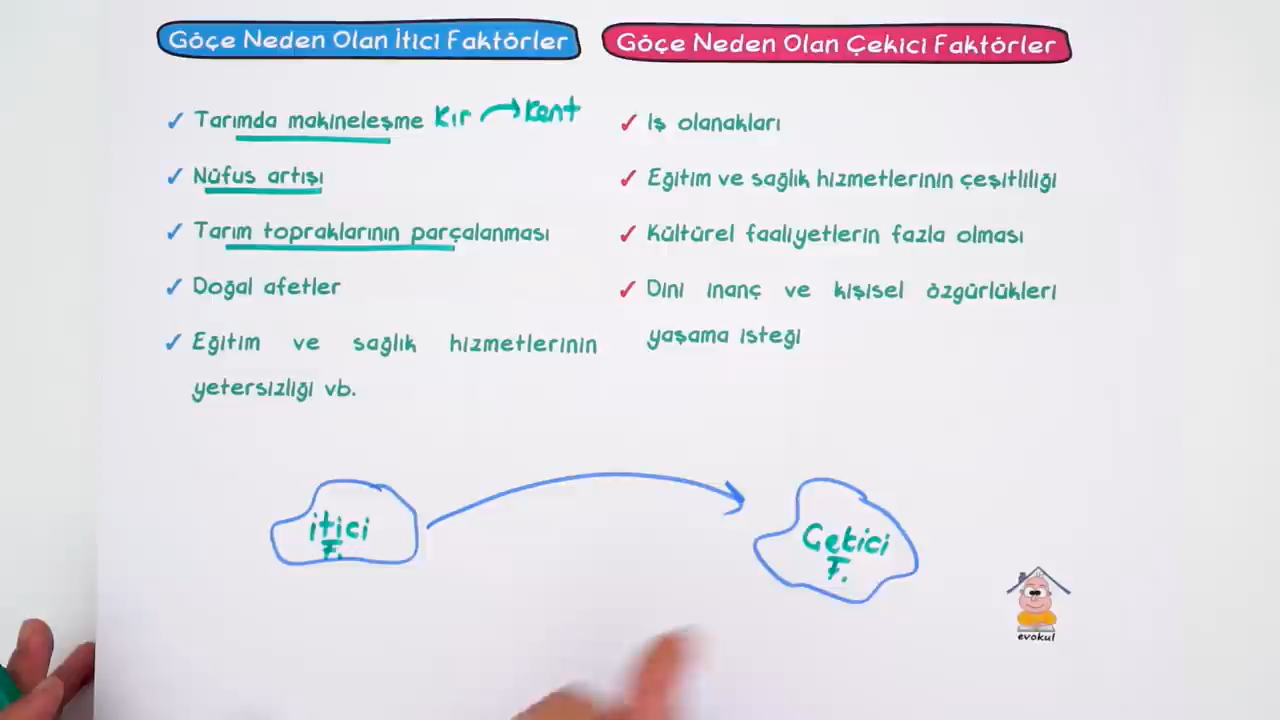 Göçe Neden Olan İtici Faktörler
✓ Tarımda makineleşme Kır → Kent
✓ Nüfus artışı
✓ Tarım topraklarının parçalanması
✓ Doğal afetler
✓ Eğitim ve sağlık hizmetlerinin
yetersizliği vb.
Göçe Neden Olan Çekici Faktörler
✓ İş olanakları
✓ Eğitim ve sağlık hizmetlerinin çeşitliliği
✓ Kültürel faaliyetlerin fazla olması
✓ Dini inanç ve kişisel özgürlükleri
yaşama isteği
itici
F.
Çekici
F.
evokul